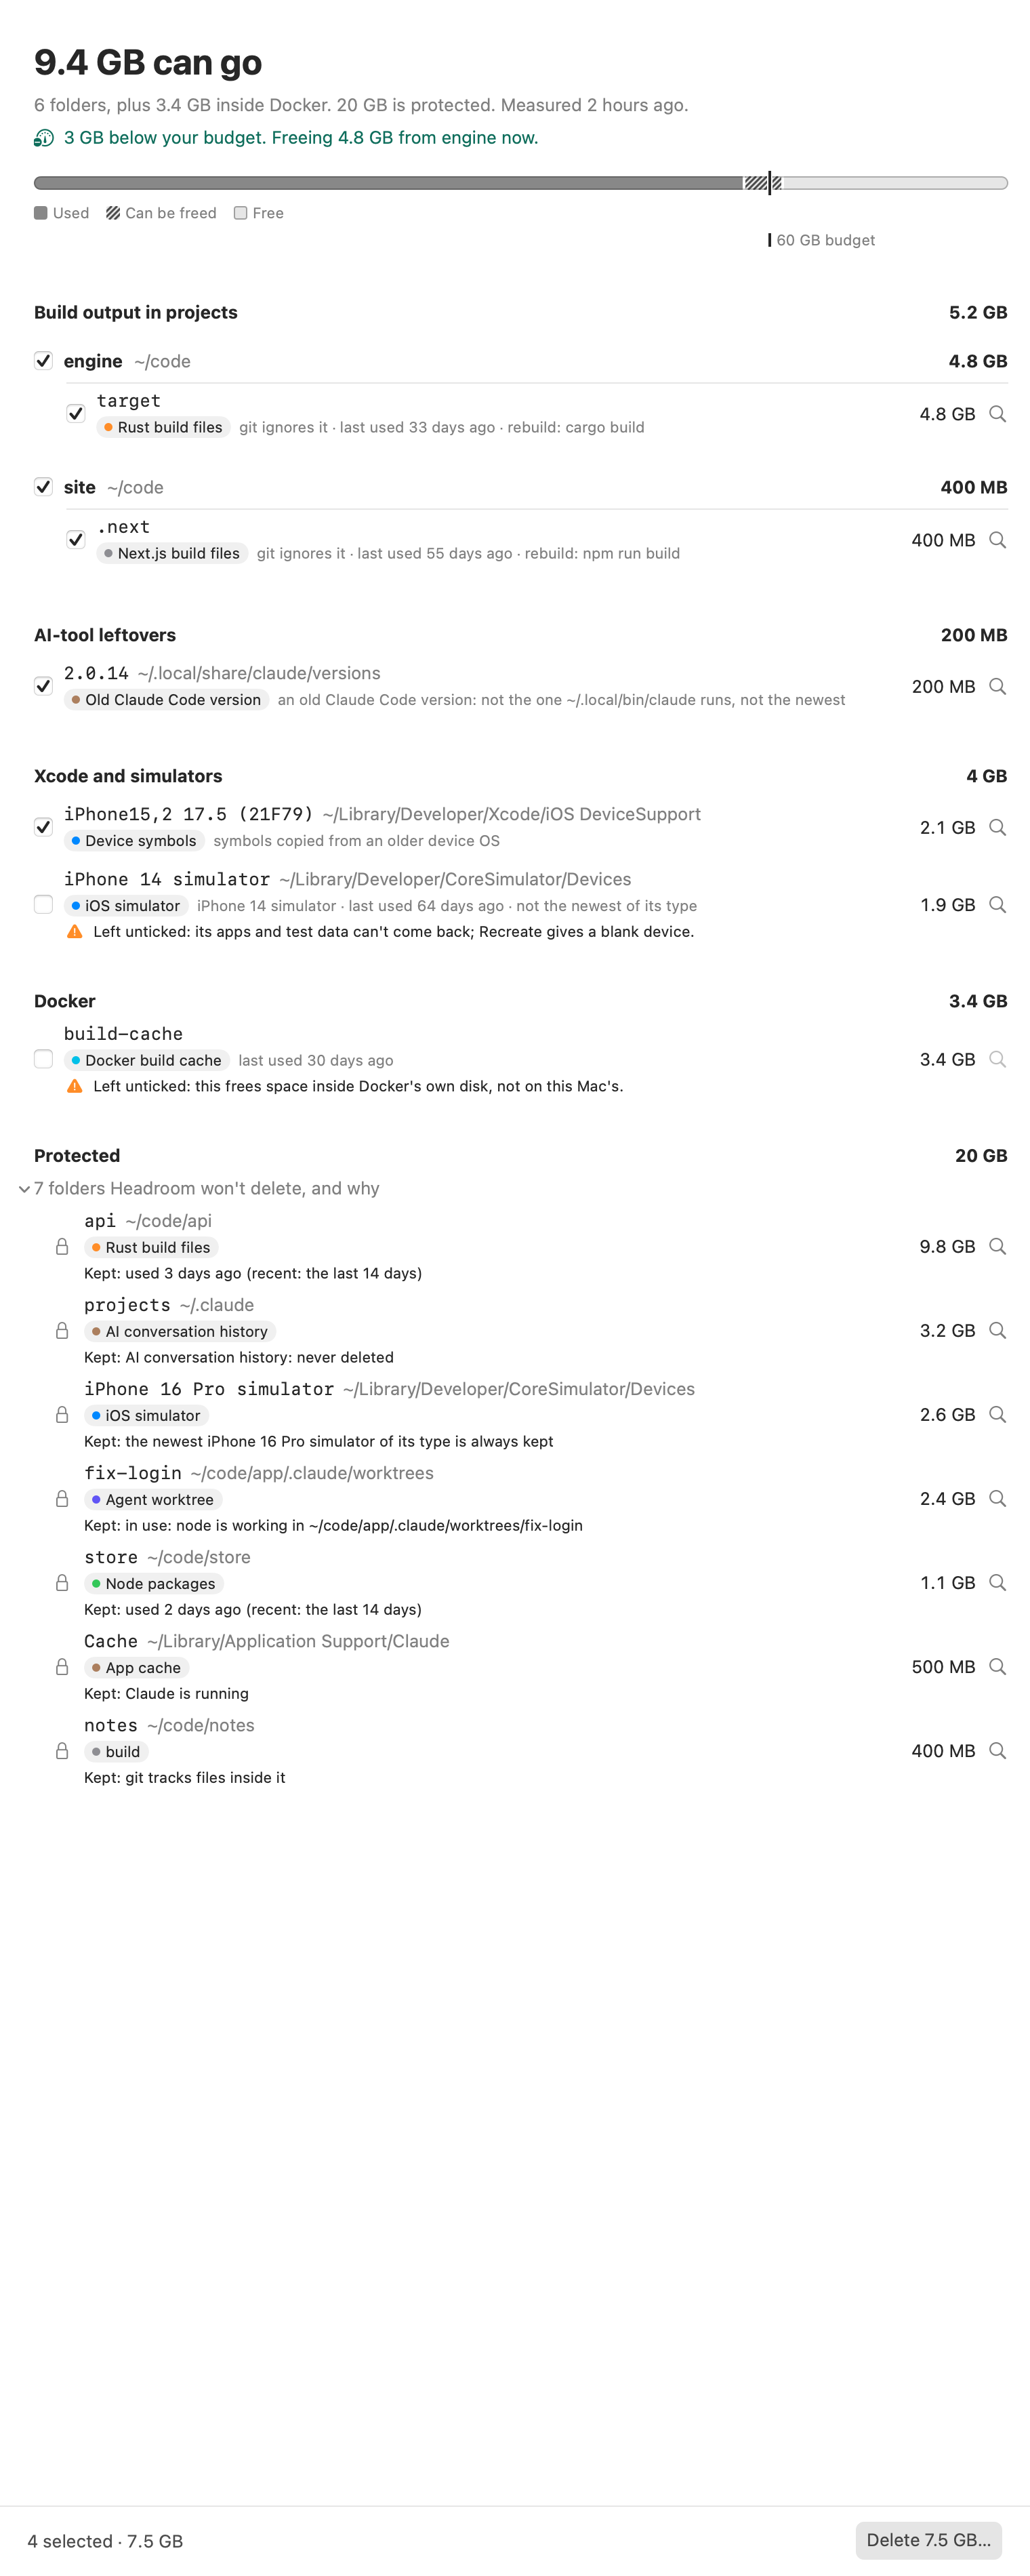 9.4 GB can go
6 folders, plus 3.4 GB inside Docker. 20 GB is protected. Measured 2 hours ago.
3 GB below your budget. Freeing 4.8 GB from engine now.
Used Can be freed Free
60 GB budget
Build output in projects 5.2 GB
engine ~/code 4.8 GB
target
Rust build files git ignores it · last used 33 days ago · rebuild: cargo build 4.8 GB
site ~/code 400 MB
.next
Next.js build files git ignores it · last used 55 days ago · rebuild: npm run build 400 MB
AI-tool leftovers 200 MB
2.0.14 ~/.local/share/claude/versions
Old Claude Code version an old Claude Code version: not the one ~/.local/bin/claude runs, not the newest 200 MB
Xcode and simulators 4 GB
iPhone15,2 17.5 (21F79) ~/Library/Developer/Xcode/iOS DeviceSupport
Device symbols symbols copied from an older device OS 2.1 GB
iPhone 14 simulator ~/Library/Developer/CoreSimulator/Devices
iOS simulator iPhone 14 simulator · last used 64 days ago · not the newest of its type 1.9 GB
Left unticked: its apps and test data can't come back; Recreate gives a blank device.
Docker 3.4 GB
build-cache
Docker build cache last used 30 days ago 3.4 GB
Left unticked: this frees space inside Docker's own disk, not on this Mac's.
Protected 20 GB
7 folders Headroom won't delete, and why
api ~/code/api
Rust build files 9.8 GB
Kept: used 3 days ago (recent: the last 14 days)
projects ~/.claude
AI conversation history 3.2 GB
Kept: AI conversation history: never deleted
iPhone 16 Pro simulator ~/Library/Developer/CoreSimulator/Devices
iOS simulator 2.6 GB
Kept: the newest iPhone 16 Pro simulator of its type is always kept
fix-login ~/code/app/.claude/worktrees
Agent worktree 2.4 GB
Kept: in use: node is working in ~/code/app/.claude/worktrees/fix-login
store ~/code/store
Node packages 1.1 GB
Kept: used 2 days ago (recent: the last 14 days)
Cache ~/Library/Application Support/Claude
App cache 500 MB
Kept: Claude is running
notes ~/code/notes
build 400 MB
Kept: git tracks files inside it
4 selected · 7.5 GB Delete 7.5 GB...